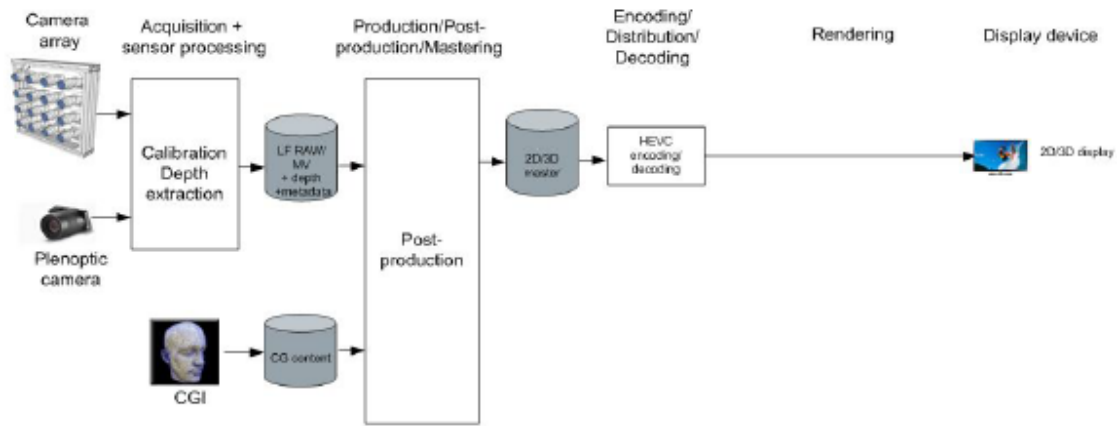 Camera
array
Acquisition +
sensor processing
Production/Post-
production/Mastering
Encoding/
Distribution/
Decoding
Rendering
Display device
Calibration
Depth
extraction
LF RAW/
MV
+ depth
+metadata
2D/3D
master
HEVC
encoding/
decoding
2D/3D display
Plenoptic
camera
Post-
production
CG content
CGI